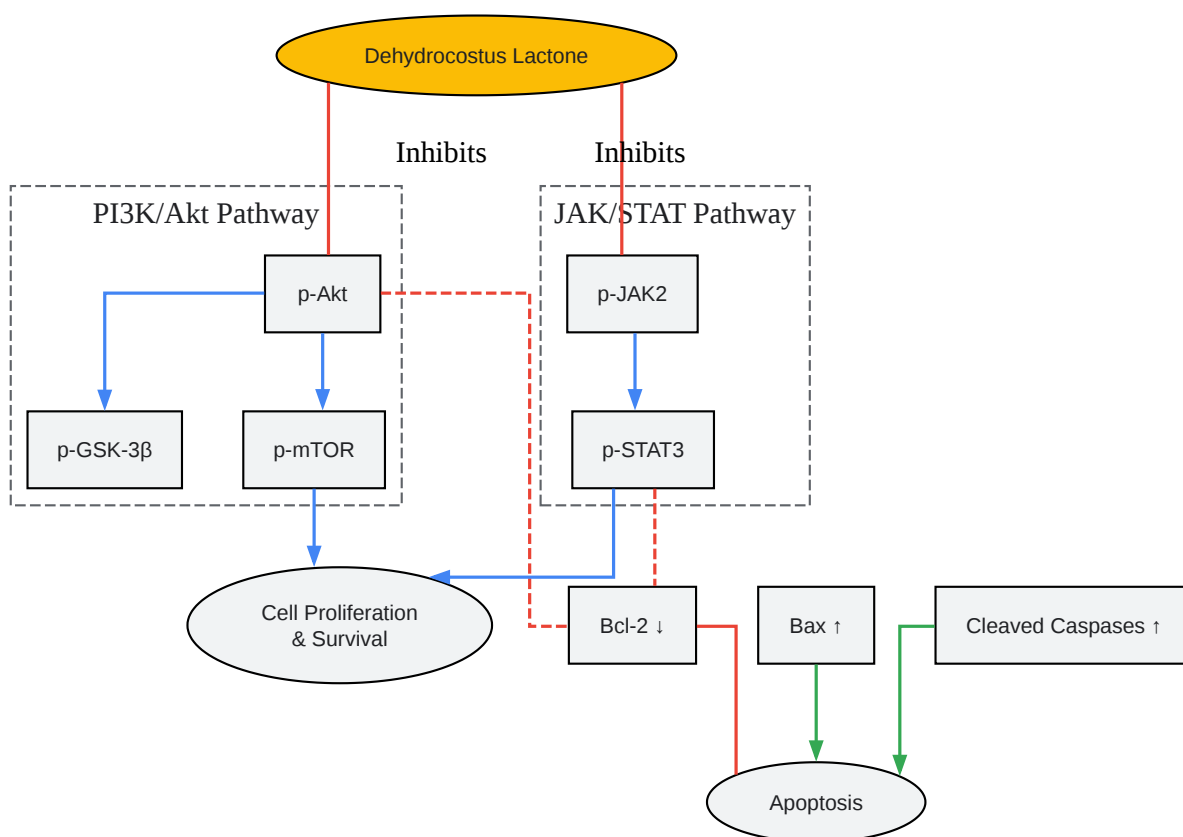 Dehydrocostus Lactone
Inhibits
Inhibits
PI3K/Akt Pathway
JAK/STAT Pathway
p-Akt
p-JAK2
p-GSK-3β
p-mTOR
p-STAT3
Cell Proliferation
& Survival
Bcl-2 ↓
Bax ↑
Cleaved Caspases ↑
Apoptosis